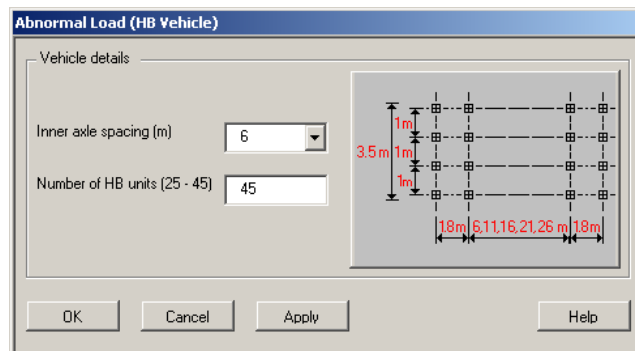 Abnormal Load (HB Vehicle)
Vehicle details
Inner axle spacing (m)
6
Number of HB units (25 - 45)
45
1m
3.5 m
1m
1m
1.8m
6,11,16,21,26 m
1.8m
OK
Cancel
Apply
Help